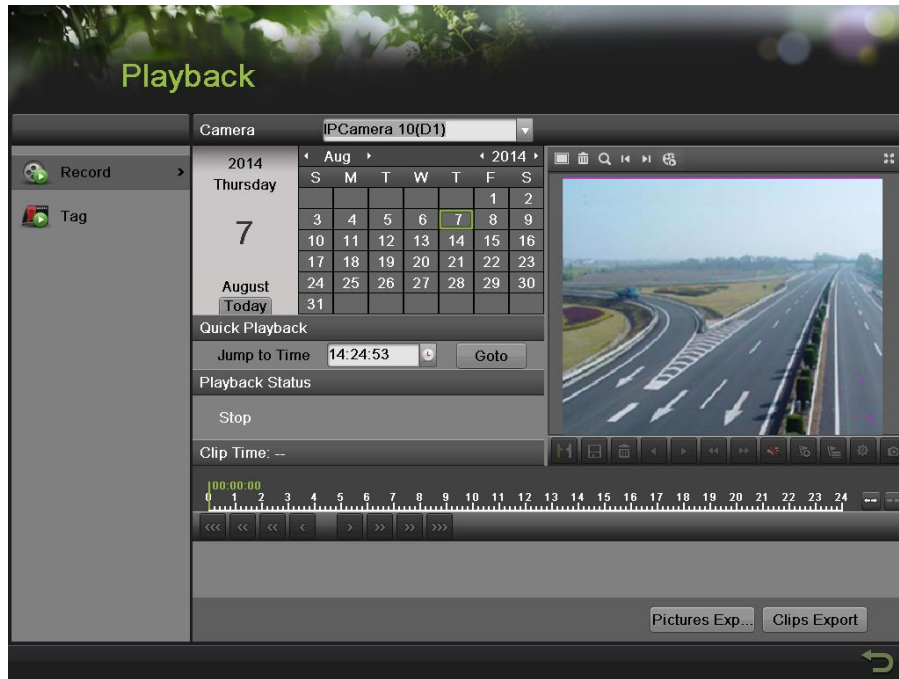 Playback
Camera IPCamera 10(D1)
Record
Tag
2014
Thursday
7
August
Today
Aug 2014
S M T W T F S
1 2
3 4 5 6 7 8 9
10 11 12 13 14 15 16
17 18 19 20 21 22 23
24 25 26 27 28 29 30
31
Quick Playback
Jump to Time 14:24:53 Goto
Playback Status
Stop
Clip Time: --
00:00:00
0 1 2 3 4 5 6 7 8 9 10 11 12 13 14 15 16 17 18 19 20 21 22 23 24
Pictures Exp... Clips Export